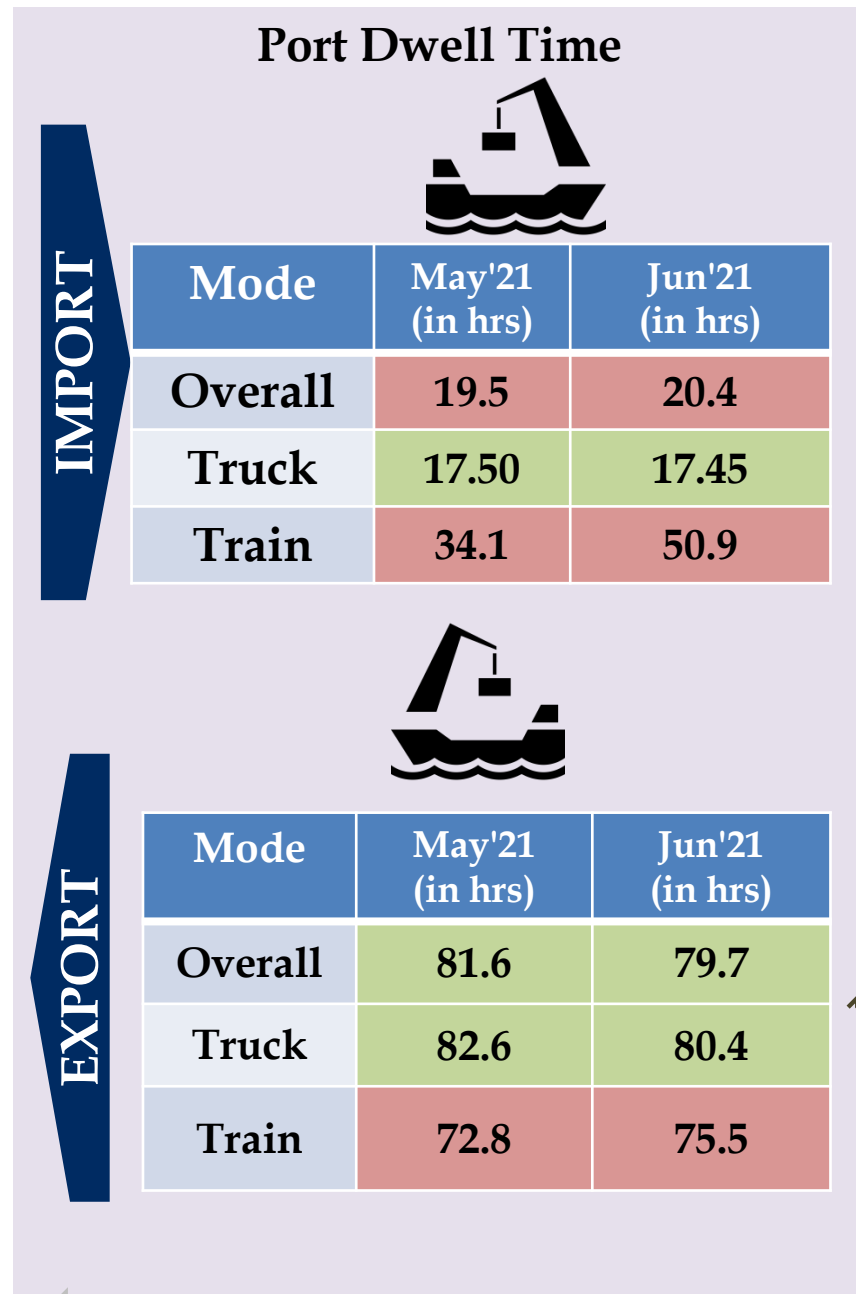 Port Dwell Time
IMPORT
Mode May'21 (in hrs) Jun'21 (in hrs)
Overall 19.5 20.4
Truck 17.50 17.45
Train 34.1 50.9
EXPORT
Mode May'21 (in hrs) Jun'21 (in hrs)
Overall 81.6 79.7
Truck 82.6 80.4
Train 72.8 75.5